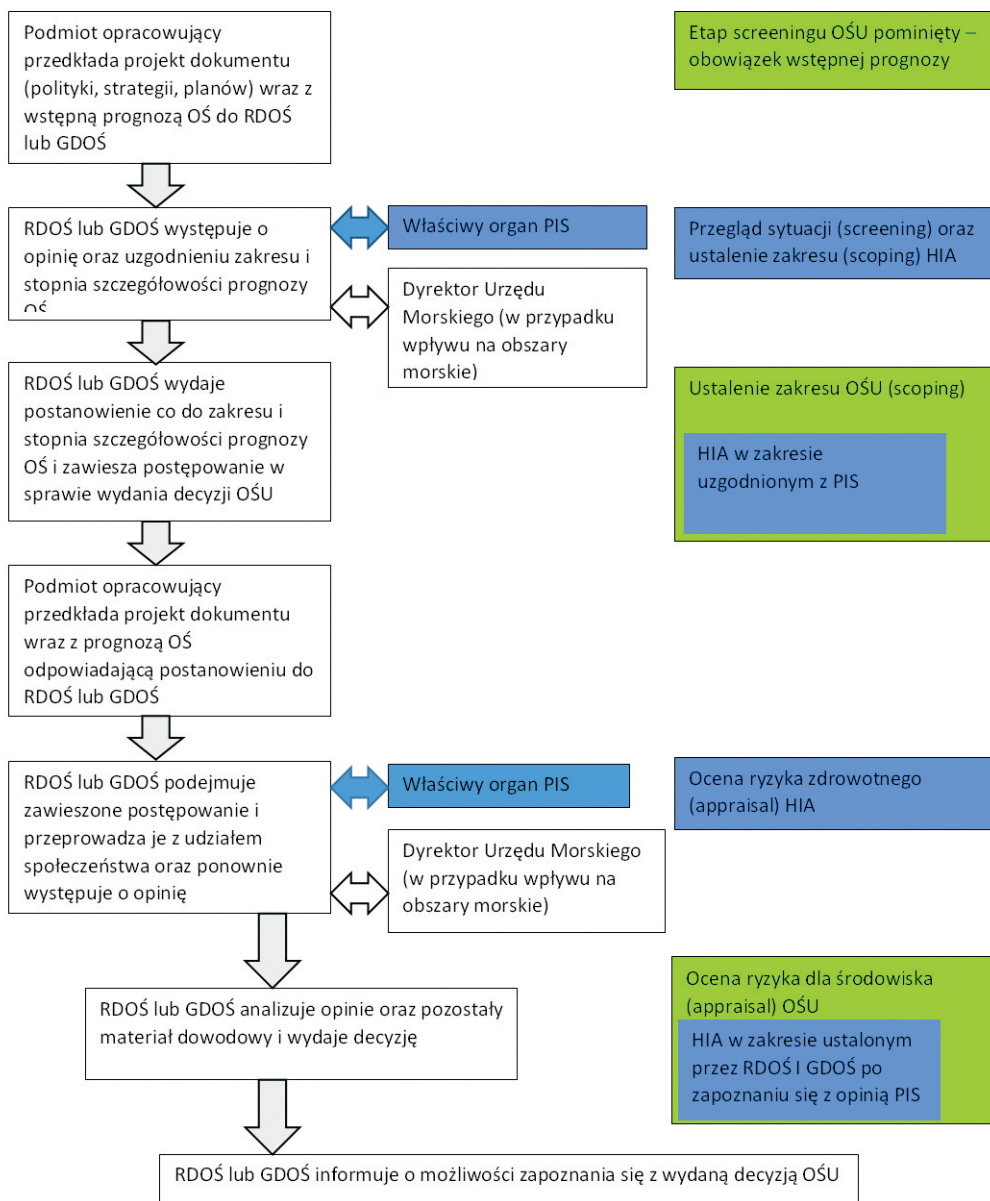 Podmiot opracowujący
przedkłada projekt dokumentu
(polityki, strategii, planów) wraz z
wstępną prognozą OŚ do RDOŚ
lub GDOŚ
Etap screeningu OŚU pominięty –
obowiązek wstępnej prognozy
RDOŚ lub GDOŚ występuje o
opinię oraz uzgodnieniu zakresu i
stopnia szczegółowości prognozy
OŚ
Właściwy organ PIS
Dyrektor Urzędu
Morskiego (w przypadku
wpływu na obszary
morskie)
Przegląd sytuacji (screening) oraz
ustalenie zakresu (scoping) HIA
RDOŚ lub GDOŚ wydaje
postanowienie co do zakresu i
stopnia szczegółowości prognozy
OŚ i zawiesza postępowanie w
sprawie wydania decyzji OŚU
Ustalenie zakresu OŚU (scoping)
HIA w zakresie
uzgodnionym z PIS
Podmiot opracowujący
przedkłada projekt dokumentu
wraz z prognozą OŚ
odpowiadającą postanowieniu do
RDOŚ lub GDOŚ
RDOŚ lub GDOŚ podejmuje
zawieszone postępowanie i
przeprowadza je z udziałem
społeczeństwa oraz ponownie
występuje o opinię
Właściwy organ PIS
Dyrektor Urzędu Morskiego
(w przypadku wpływu na
obszary morskie)
Ocena ryzyka zdrowotnego
(appraisal) HIA
RDOŚ lub GDOŚ analizuje opinie oraz pozostały
materiał dowodowy i wydaje decyzję
Ocena ryzyka dla środowiska
(appraisal) OŚU
HIA w zakresie ustalonym
przez RDOŚ I GDOŚ po
zapoznaniu się z opinią PIS
RDOŚ lub GDOŚ informuje o możliwości zapoznania się z wydaną decyzją OŚU